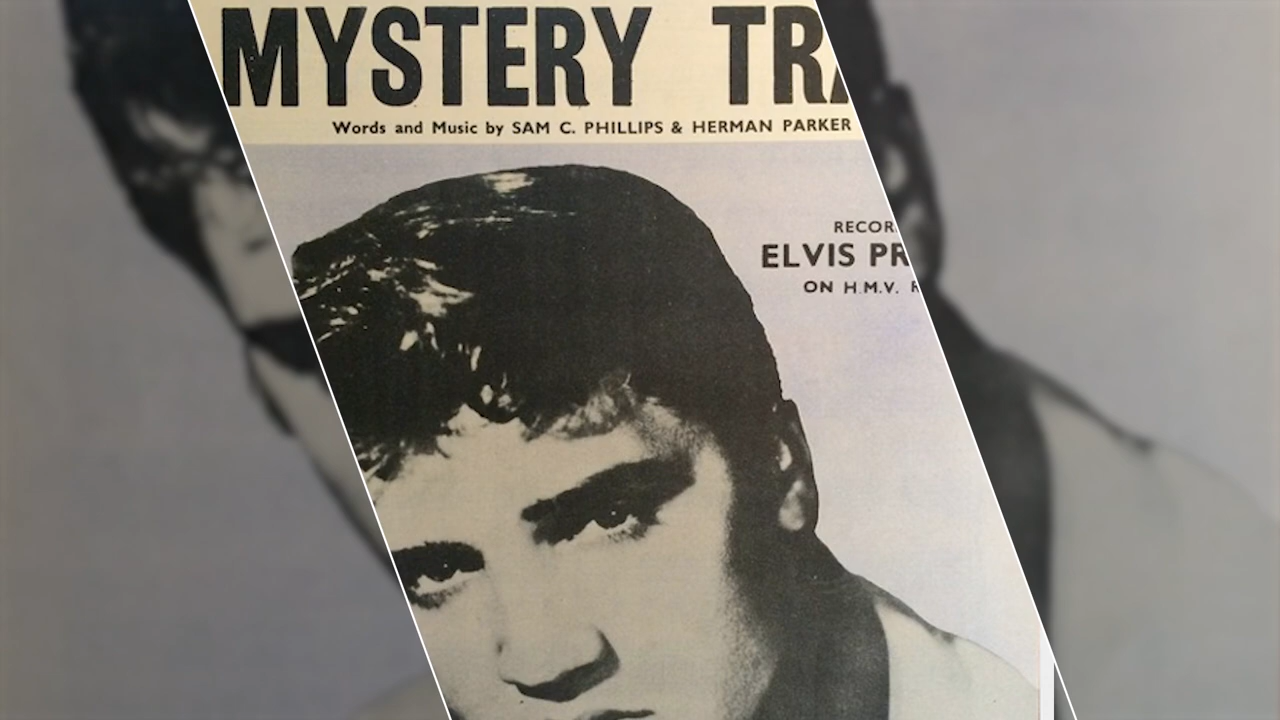 MYSTERY TRA
Words and Music by SAM C. PHILLIPS & HERMAN PARKER
RECOR
ELVIS PR
ON H.M.V. R